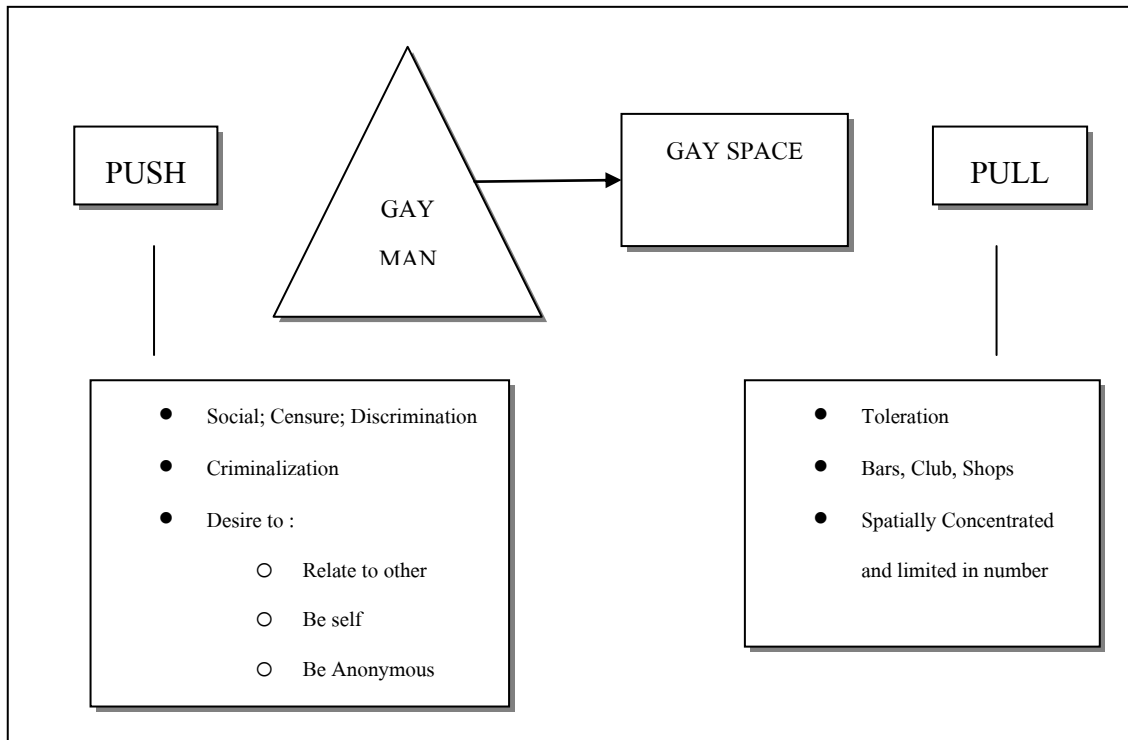 PUSH
GAY
MAN
GAY SPACE
PULL
● Social; Censure; Discrimination
● Criminalization
● Desire to :
○ Relate to other
○ Be self
○ Be Anonymous
● Toleration
● Bars, Club, Shops
● Spatially Concentrated
and limited in number